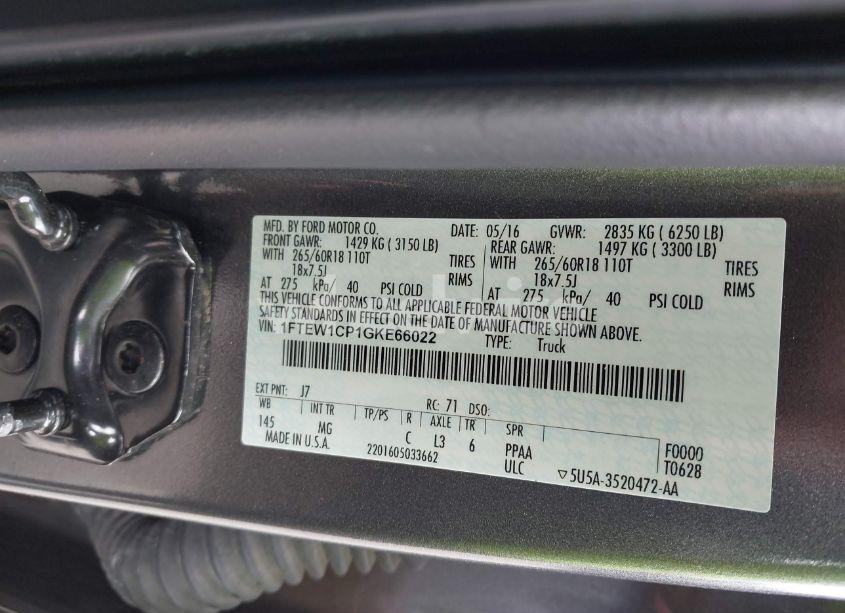 MFD. BY FORD MOTOR CO. DATE: 05/16 GVWR: 2835 KG ( 6250 LB)
FRONT GAWR: 1429 KG ( 3150 LB) REAR GAWR: 1497 KG ( 3300 LB)
WITH 265/60R18 110T TIRES WITH 265/60R18 110T TIRES
18x7.5J RIMS 18x7.5J RIMS
AT 275 kPa/ 40 PSI COLD AT 275 kPa/ 40 PSI COLD
THIS VEHICLE CONFORMS TO ALL APPLICABLE FEDERAL MOTOR VEHICLE
SAFETY STANDARDS IN EFFECT ON THE DATE OF MANUFACTURE SHOWN ABOVE.
VIN: 1FTEW1CP1GKE66022 TYPE: Truck
EXT PNT: J7 RC: 71 DSO:
WB INT TR TP/PS R AXLE TR SPR
145 MG C L3 6 PPAA F0000
MADE IN U.S.A. 2201605033662 ULC T0628
▽5U5A-3520472-AA